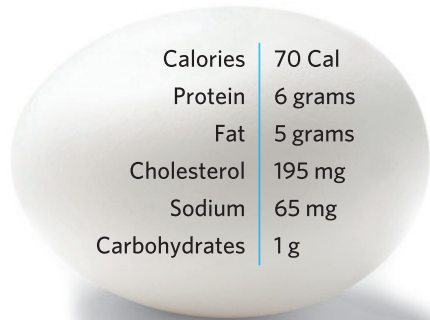 Calories 70 Cal
Protein 6 grams
Fat 5 grams
Cholesterol 195 mg
Sodium 65 mg
Carbohydrates 1 g